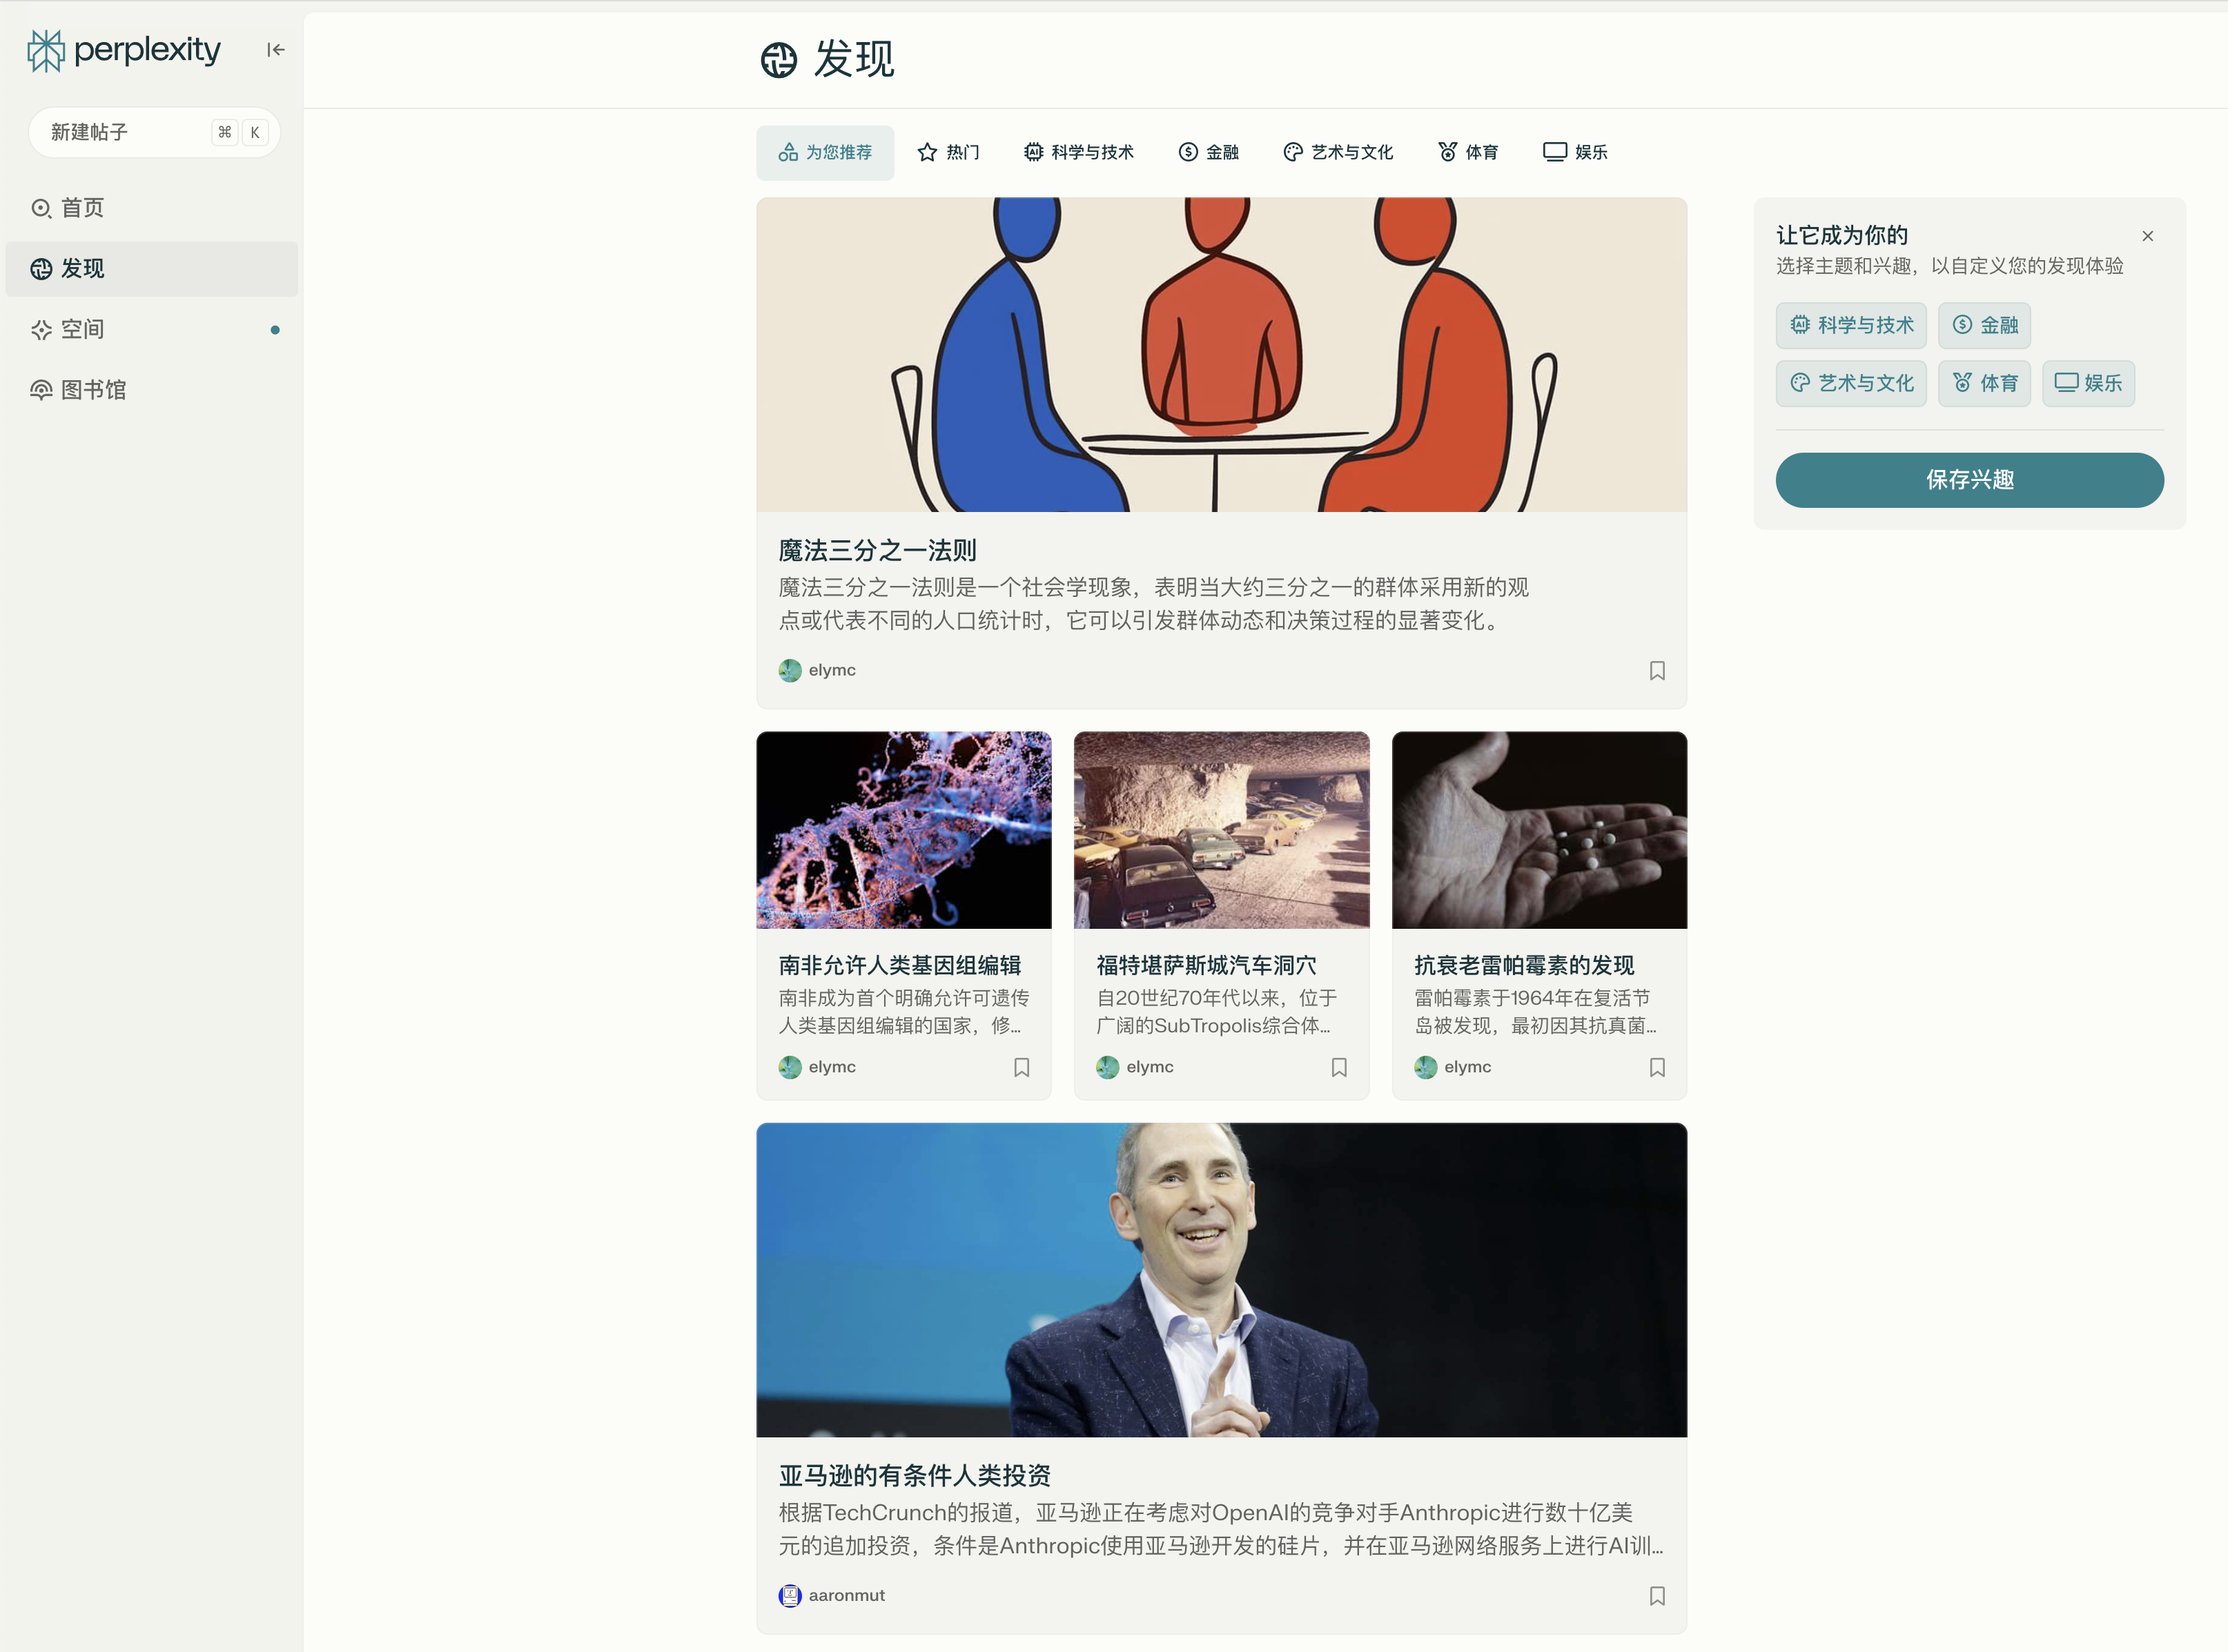 perplexity
新建帖子 ⌘ K
首页
发现
空间
图书馆
发现
为您推荐 热门 科学与技术 金融 艺术与文化 体育 娱乐
魔法三分之一法则
魔法三分之一法则是一个社会学现象，表明当大约三分之一的群体采用新的观
点或代表不同的人口统计时，它可以引发群体动态和决策过程的显著变化。
elymc
南非允许人类基因组编辑
南非成为首个明确允许可遗传
人类基因组编辑的国家，修...
elymc
福特堪萨斯城汽车洞穴
自20世纪70年代以来，位于
广阔的SubTropolis综合体...
elymc
抗衰老雷帕霉素的发现
雷帕霉素于1964年在复活节
岛被发现，最初因其抗真菌...
elymc
亚马逊的有条件人类投资
根据TechCrunch的报道，亚马逊正在考虑对OpenAI的竞争对手Anthropic进行数十亿美
元的追加投资，条件是Anthropic使用亚马逊开发的硅片，并在亚马逊网络服务上进行AI训...
aaronmut
让它成为你的
选择主题和兴趣，以自定义您的发现体验
科学与技术 金融
艺术与文化 体育 娱乐
保存兴趣